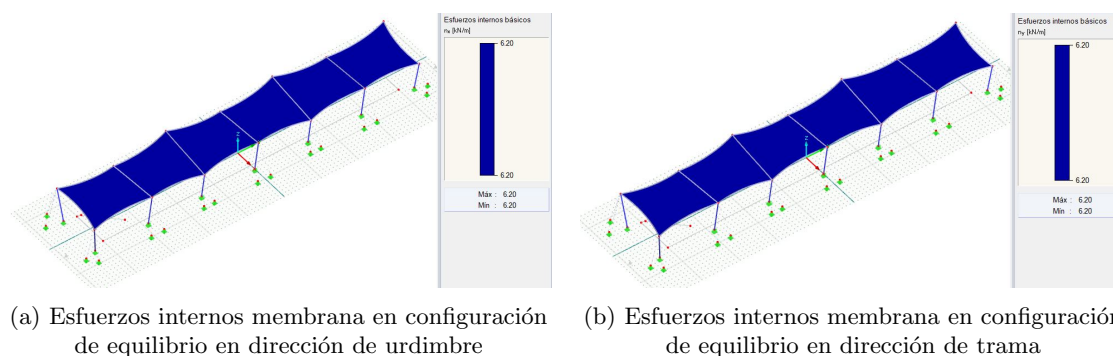 Esfuerzos internos básicos
nₓ [kN/m]
6.20
6.20
Máx : 6.20
Mín : 6.20
Z
Esfuerzos internos básicos
n_y [kN/m]
6.20
6.20
Máx : 6.20
Mín : 6.20
Z
(a) Esfuerzos internos membrana en configuración
de equilibrio en dirección de urdimbre
(b) Esfuerzos internos membrana en configuración
de equilibrio en dirección de trama